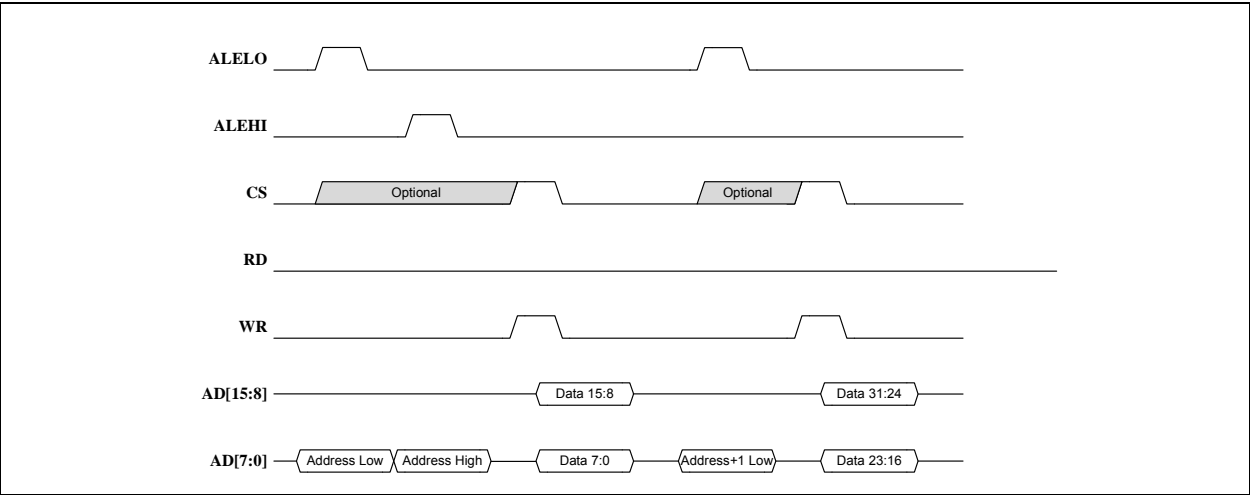 ALELO
ALEHI
CS Optional Optional
RD
WR
AD[15:8] Data 15:8 Data 31:24
AD[7:0] Address Low Address High Data 7:0 Address+1 Low Data 23:16